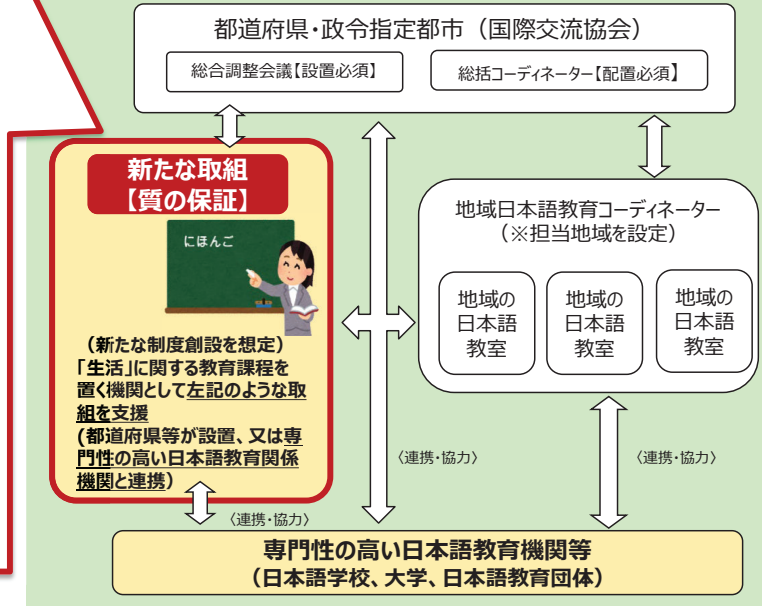 都道府県・政令指定都市（国際交流協会）
総合調整会議【設置必須】
総括コーディネーター【配置必須】
新たな取組
【質の保証】
にほんご
（新たな制度創設を想定）
「生活」に関する教育課程を
置く機関として左記のような取
組を支援
(都道府県等が設置、又は専
門性の高い日本語教育関係
機関と連携）
地域日本語教育コーディネーター
（※担当地域を設定）
地域の
日本語
教室
地域の
日本語
教室
地域の
日本語
教室
〈連携・協力〉
〈連携・協力〉
〈連携・協力〉
専門性の高い日本語教育機関等
（日本語学校、大学、日本語教育団体）